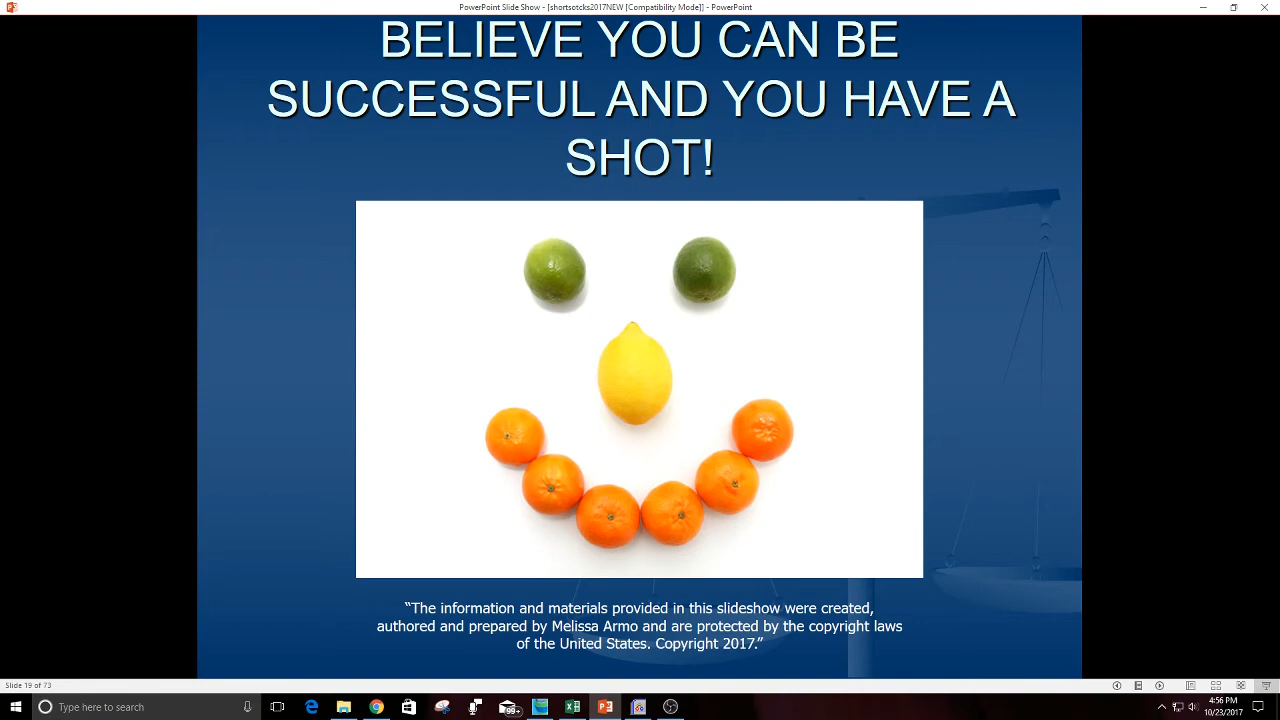 PowerPoint Slide Show - [shortsotcks2017NEW [Compatibility Mode]] - PowerPoint
BELIEVE YOU CAN BE
SUCCESSFUL AND YOU HAVE A
SHOT!
“The information and materials provided in this slideshow were created,
authored and prepared by Melissa Armo and are protected by the copyright laws
of the United States. Copyright 2017.”
Slide 19 of 73
Type here to search
99+
4:56 PM
10/23/2017